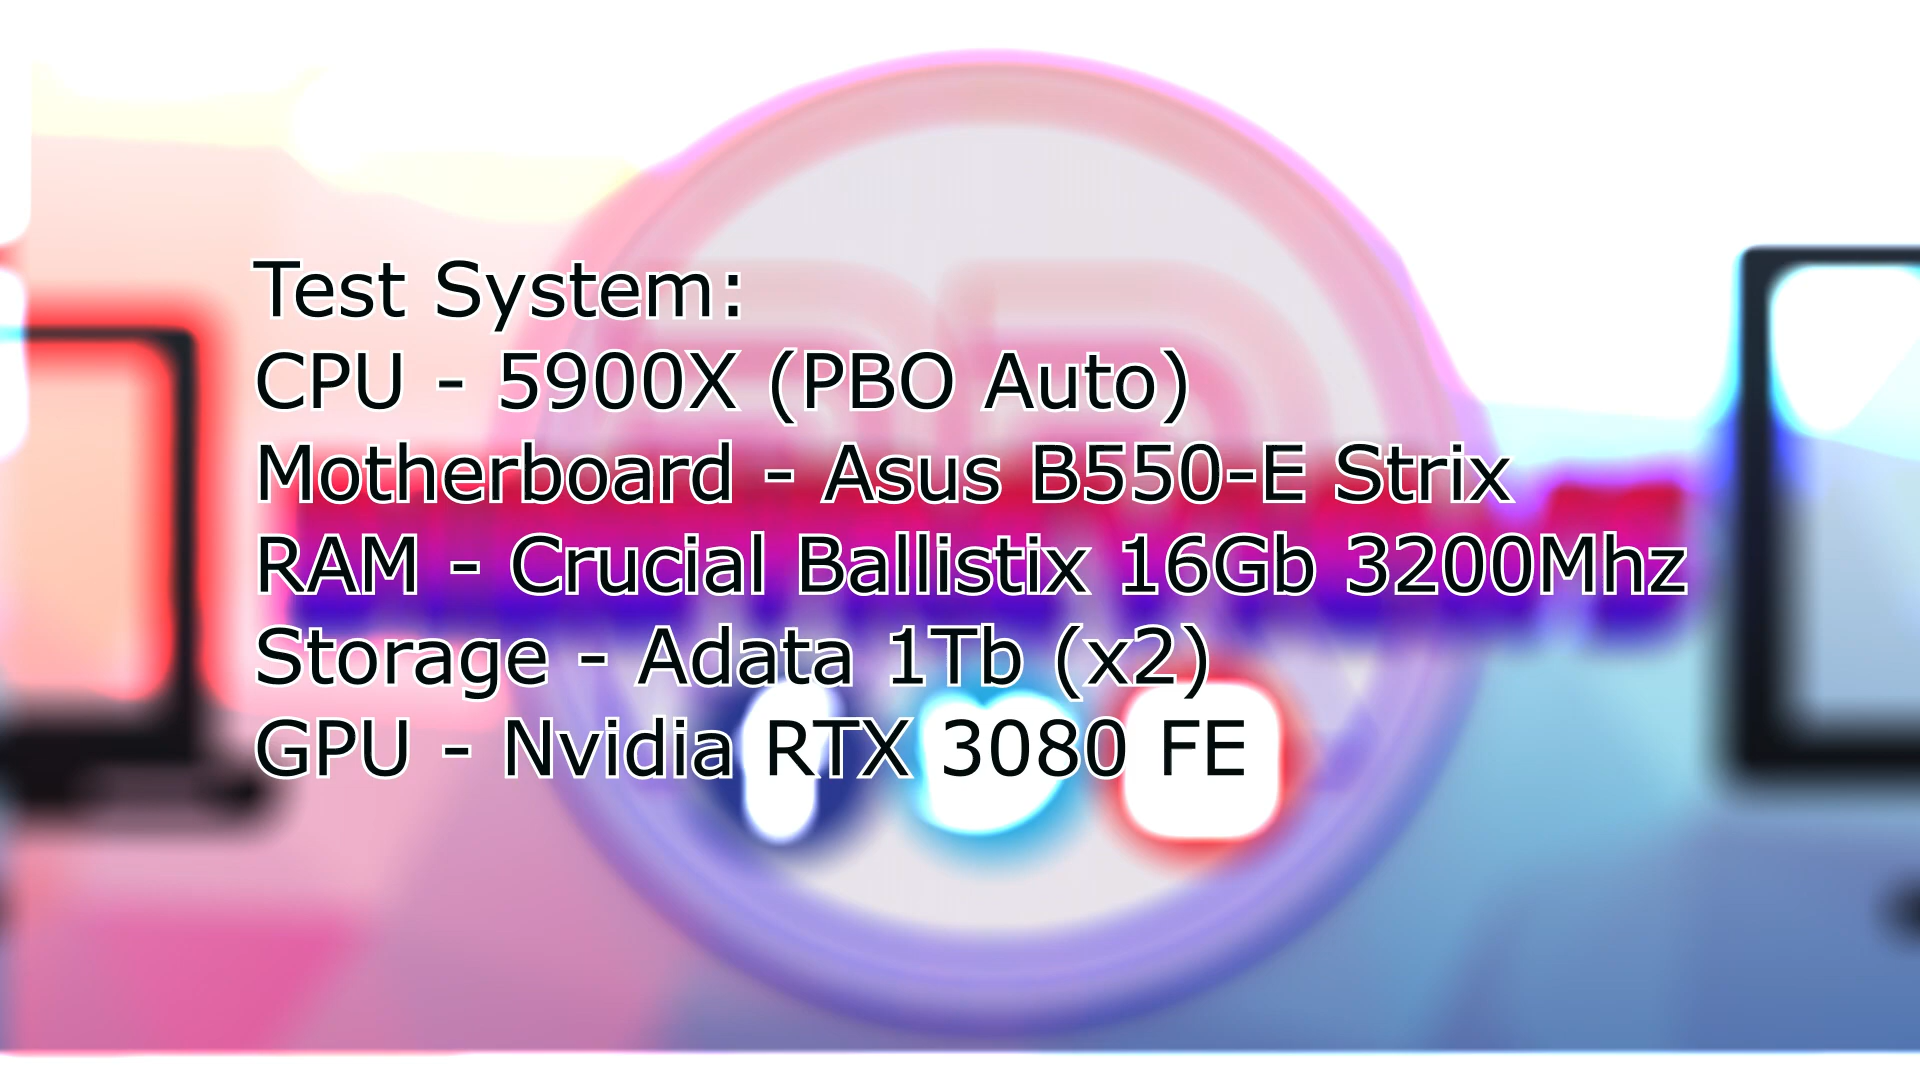 Test System:
CPU - 5900X (PBO Auto)
Motherboard - Asus B550-E Strix
RAM - Crucial Ballistix 16Gb 3200Mhz
Storage - Adata 1Tb (x2)
GPU - Nvidia RTX 3080 FE